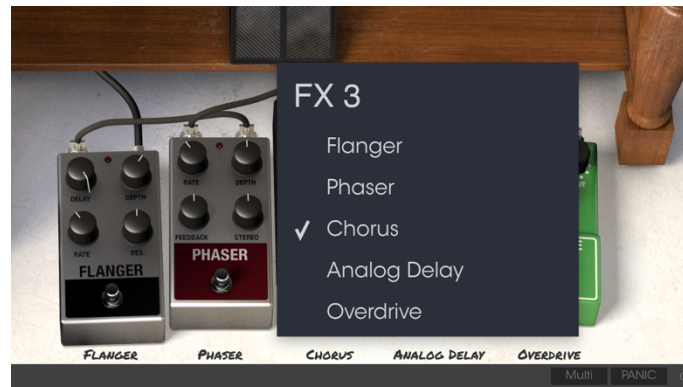 FX 3
Flanger
Phaser
✓ Chorus
Analog Delay
Overdrive
DELAY DEPTH
RATE RES.
FLANGER
RATE DEPTH
FEEDBACK STEREO
PHASER
FLANGER PHASER CHORUS ANALOG DELAY OVERDRIVE
Multi PANIC